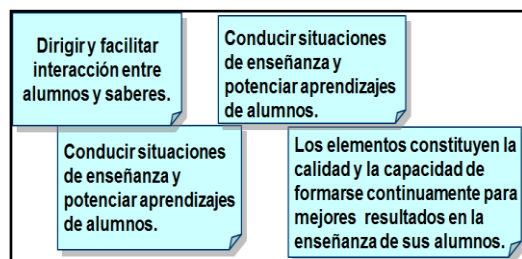 Dirigir y facilitar
interacción entre
alumnos y saberes.
Conducir situaciones
de enseñanza y
potenciar aprendizajes
de alumnos.
Conducir situaciones
de enseñanza y
potenciar aprendizajes
de alumnos.
Los elementos constituyen la
calidad y la capacidad de
formarse continuamente para
mejores resultados en la
enseñanza de sus alumnos.